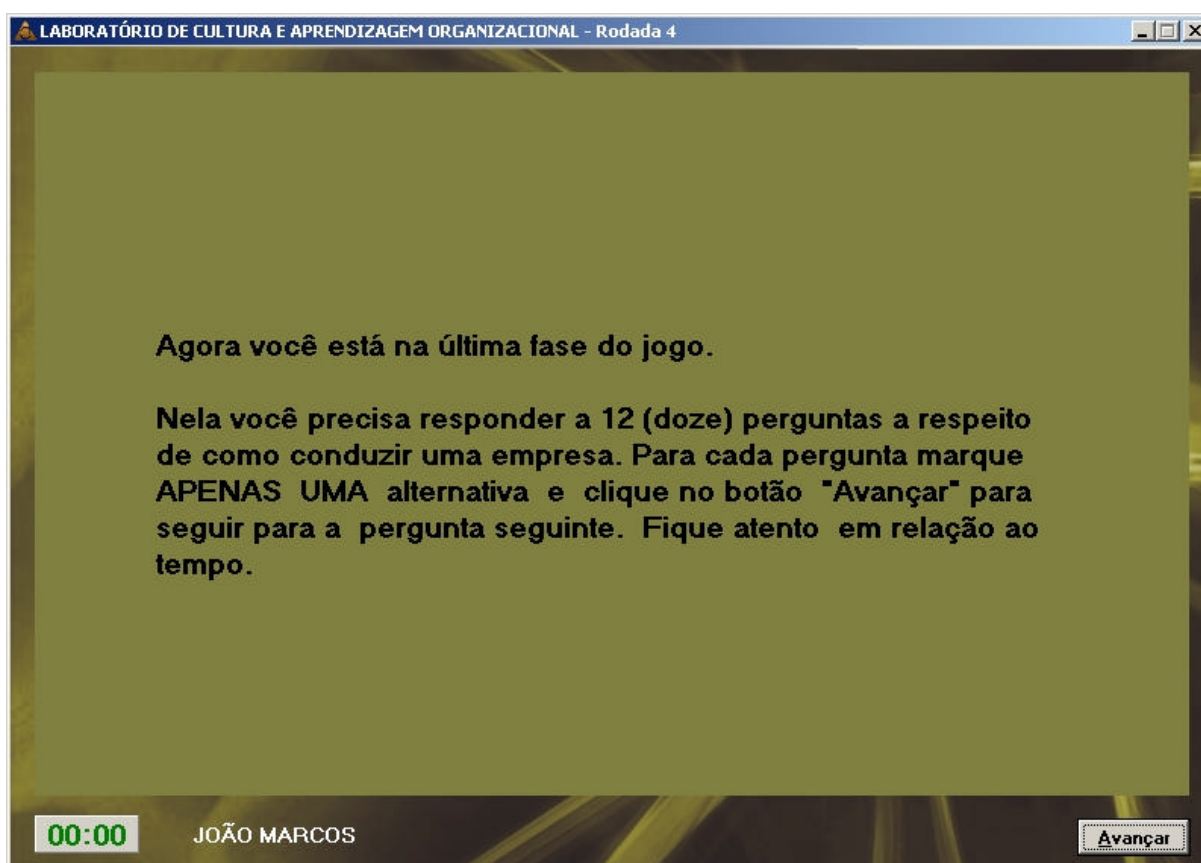 LABORATÓRIO DE CULTURA E APRENDIZAGEM ORGANIZACIONAL - Rodada 4
Agora você está na última fase do jogo.
Nela você precisa responder a 12 (doze) perguntas a respeito
de como conduzir uma empresa. Para cada pergunta marque
APENAS UMA alternativa e clique no botão "Avançar" para
seguir para a pergunta seguinte. Fique atento em relação ao
tempo.
00:00 JOÃO MARCOS Avançar